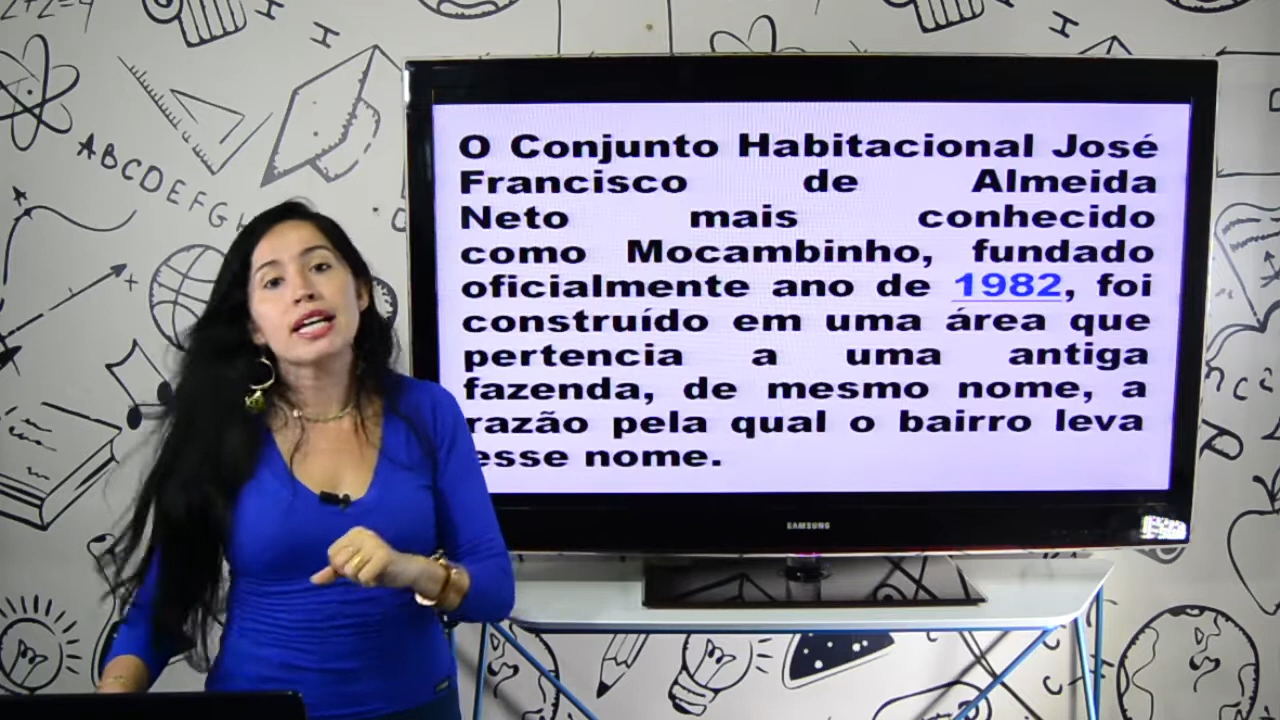 ABCDEFGH
O Conjunto Habitacional José
Francisco de Almeida
Neto mais conhecido
como Mocambinho, fundado
oficialmente ano de 1982, foi
construído em uma área que
pertencia a uma antiga
fazenda, de mesmo nome, a
razão pela qual o bairro leva
esse nome.
SAMSUNG